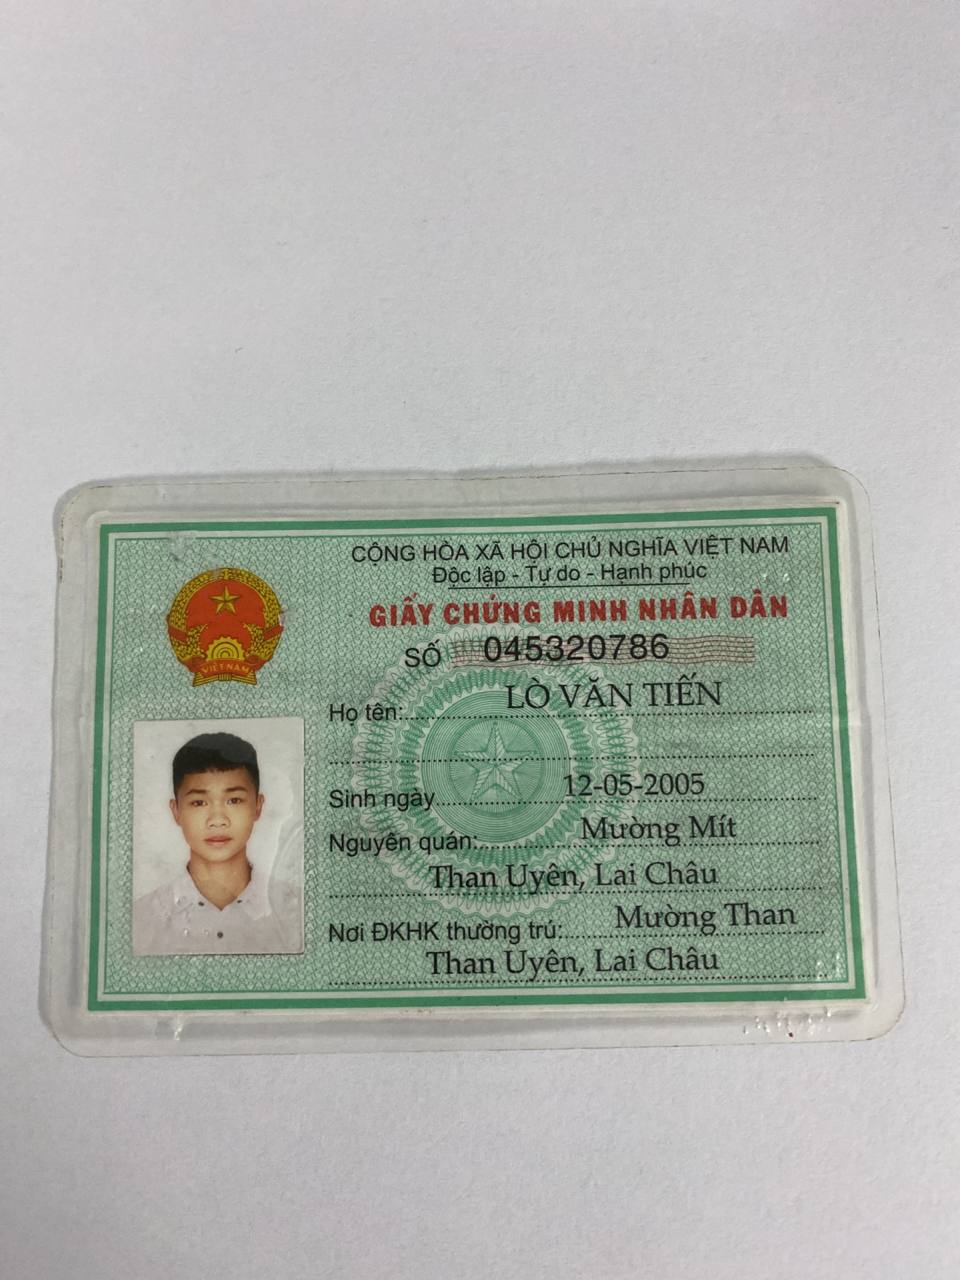 CỘNG HÒA XÃ HỘI CHỦ NGHĨA VIỆT NAM
Độc lập - Tự do - Hạnh phúc
GIẤY CHỨNG MINH NHÂN DÂN
SỐ 045320786
VIỆT NAM
Họ tên: LÒ VĂN TIẾN
Sinh ngày 12-05-2005
Nguyên quán: Mường Mít
Than Uyên, Lai Châu
Nơi ĐKHK thường trú: Mường Than
Than Uyên, Lai Châu